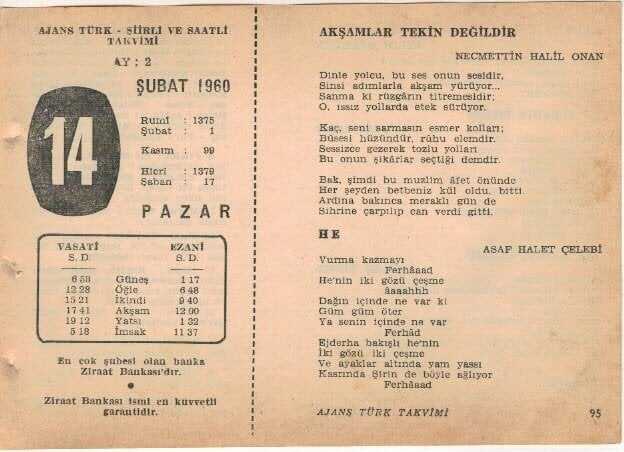 AJANS TÜRK - ŞİİRLİ VE SAATLİ
TAKVİMİ
AY : 2
ŞUBAT 1960
14
Rumî : 1375
Şubat : 1
Kasım : 99
Hicri : 1379
Şaban : 17
PAZAR
VASATÎ EZANÎ
S. D. S. D.
6 58 Güneş 1 17
12 28 Öğle 6 48
15 21 İkindi 9 40
17 41 Akşam 12 00
19 12 Yatsı 1 32
5 18 İmsak 11 37
En çok şubesi olan banka
Ziraat Bankası'dır.
Ziraat Bankası ismi en kuvvetli
garantidir.
AKŞAMLAR TEKİN DEĞİLDİR
NECMETTİN HALİL ONAN
Dinle yolcu, bu ses onun sesidir,
Sinsi adımlarla akşam yürüyor...
Sanma ki rüzgârın titremesidir;
O, ıssız yollarda etek sürüyor.
Kaç, seni sarmasın esmer kolları;
Bûsesi hüzündür, rûhu elemdir.
Sessizce gezerek tozlu yolları
Bu onun şikârlar seçtiği demdir.
Bak, şimdi bu muzlim âfet önünde
Her şeyden betbeniz kül oldu, bitti.
Ardına bakınca meraklı gün de
Sihrine çarpılıp can verdi gitti.
HE
ASAF HALET ÇELEBİ
Vurma kazmayı
Ferhâaad
He'nin iki gözü çeşme
âaaahhh
Dağın içinde ne var ki
Güm güm öter
Ya senin içinde ne var
Ferhâd
Ejderha bakışlı he'nin
İki gözü iki çeşme
Ve ayaklar altında yam yassı
Kasrında Şirin de böyle ağlıyor
Ferhâaad
AJANS TÜRK TAKVİMİ 95